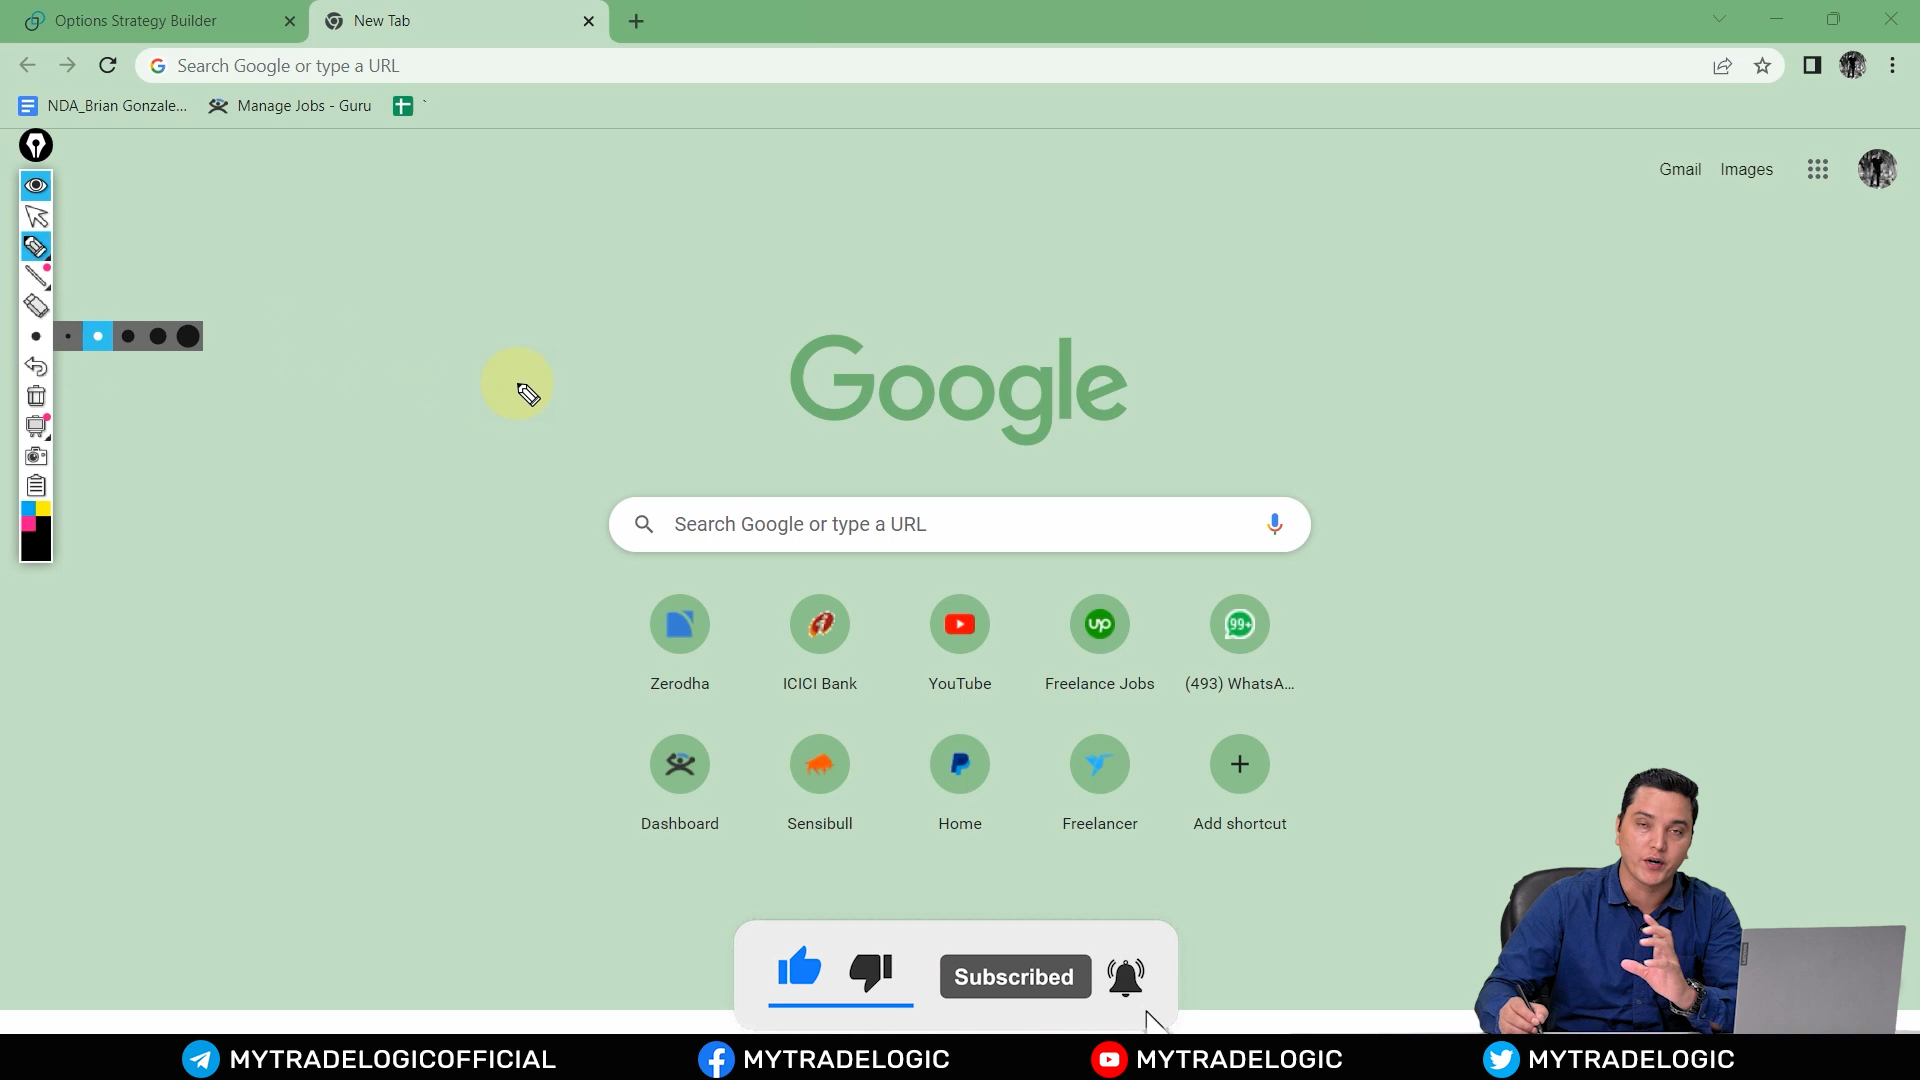 Options Strategy Builder
New Tab
Search Google or type a URL
NDA_Brian Gonzale...
Manage Jobs - Guru
`
Gmail
Images
Google
Search Google or type a URL
up
99+
Zerodha
ICICI Bank
YouTube
Freelance Jobs
(493) WhatsA...
Dashboard
Sensibull
Home
Freelancer
Add shortcut
Subscribed
MYTRADELOGICOFFICIAL
MYTRADELOGIC
MYTRADELOGIC
MYTRADELOGIC